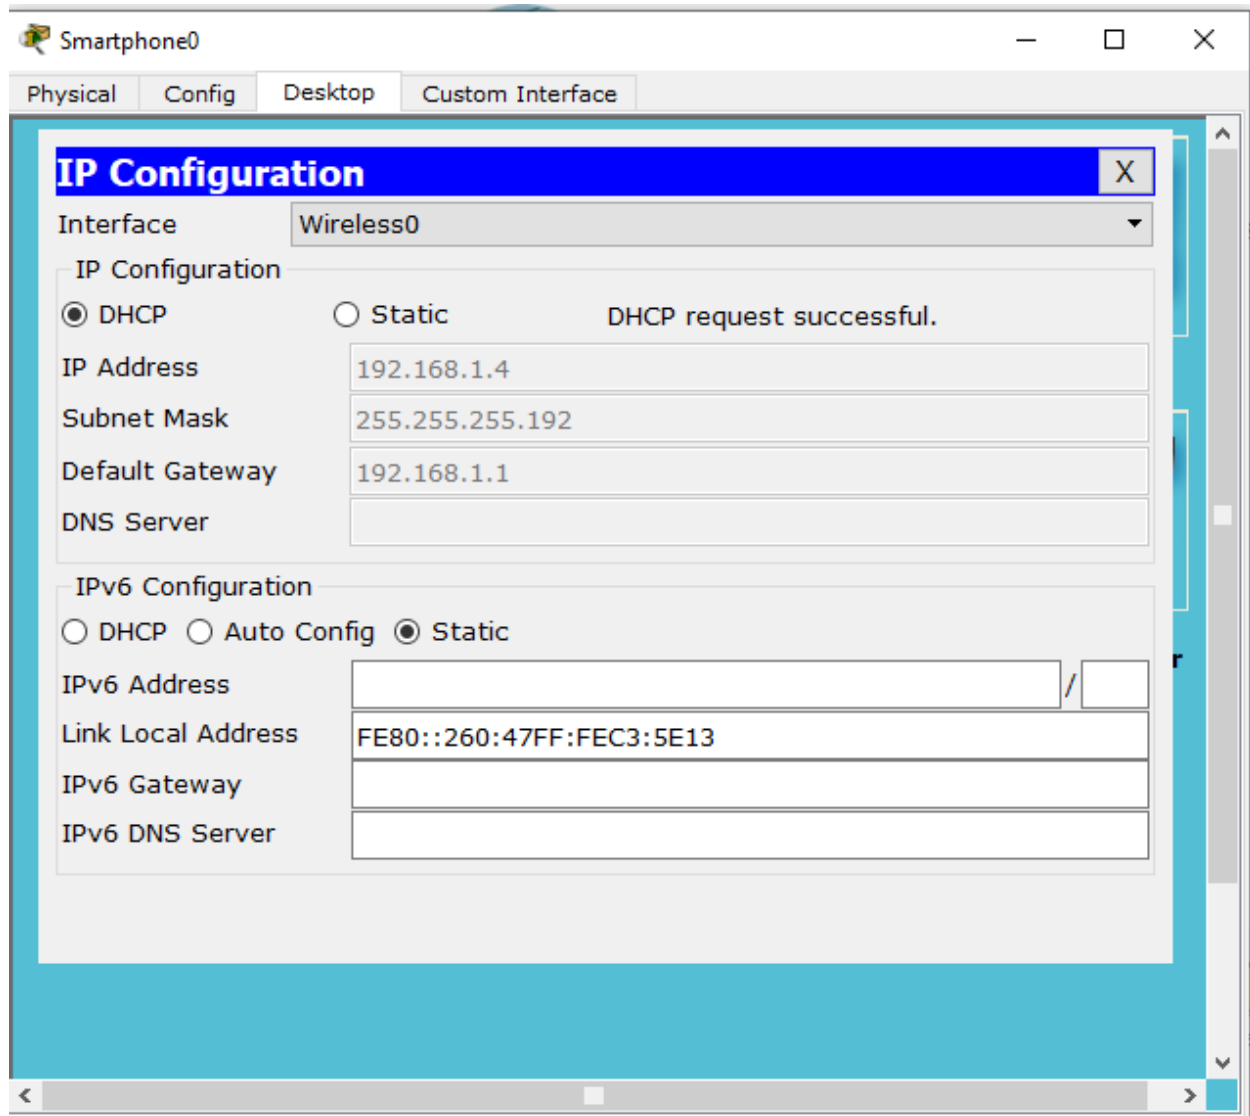 Smartphone0
Physical Config Desktop Custom Interface
IP Configuration X
Interface Wireless0
IP Configuration
DHCP Static DHCP request successful.
IP Address 192.168.1.4
Subnet Mask 255.255.255.192
Default Gateway 192.168.1.1
DNS Server
IPv6 Configuration
DHCP Auto Config Static
IPv6 Address /
Link Local Address FE80::260:47FF:FEC3:5E13
IPv6 Gateway
IPv6 DNS Server
r